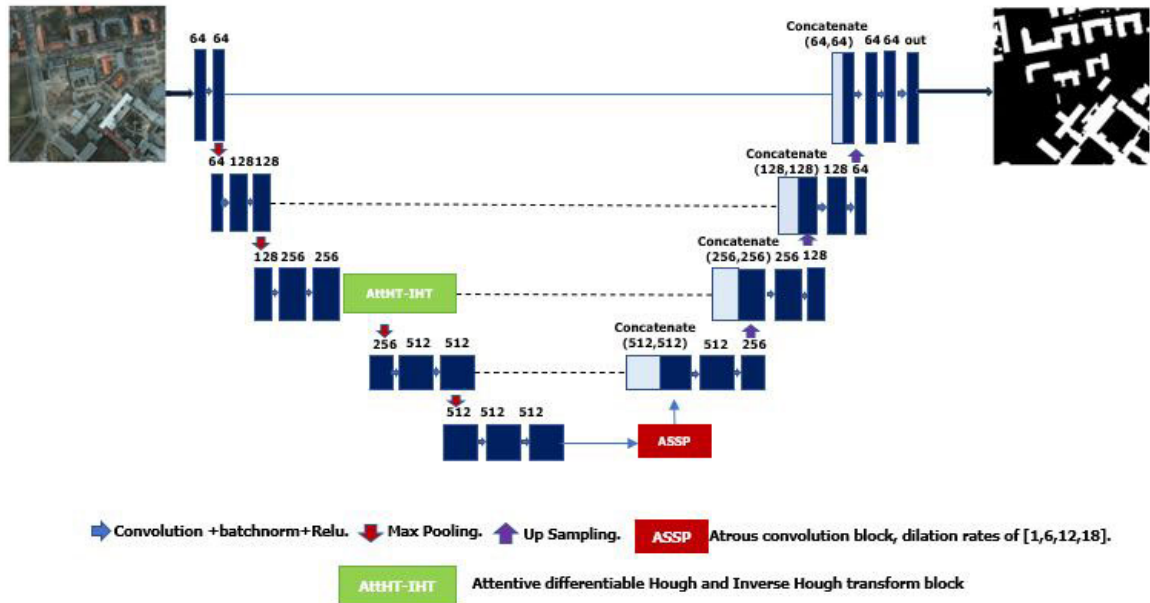 64 64
Concatenate
(64,64) 64 64 out
64 128 128
Concatenate
(128,128) 128 64
128 256 256
AttHT-IHT
Concatenate
(256,256) 256 128
256 512 512
Concatenate
(512,512) 512 256
512 512 512
ASSP
Convolution +batchnorm+Relu. Max Pooling. Up Sampling. ASSP Atrous convolution block, dilation rates of [1,6,12,18].
AttHT-IHT Attentive differentiable Hough and Inverse Hough transform block